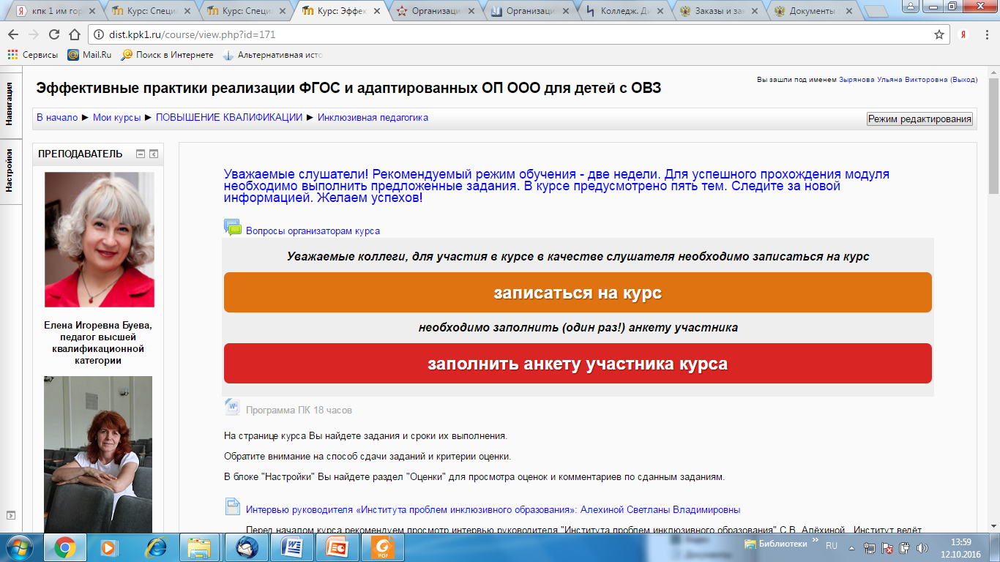 кпк 1 им гор
Курс: Специ
Курс: Специ
Курс: Эффек
Организаци
Организаци
Колледж. Ди
Заказы и за
Документы
dist.kpk1.ru/course/view.php?id=171
Сервисы
Mail.Ru
Поиск в Интернете
Альтернативная исто
Навигация
Настройки
Вы зашли под именем Зырянова Ульяна Викторовна (Выход)
Эффективные практики реализации ФГОС и адаптированных ОП ООО для детей с ОВЗ
В начало ► Мои курсы ► ПОВЫШЕНИЕ КВАЛИФИКАЦИИ ► Инклюзивная педагогика
Режим редактирования
ПРЕПОДАВАТЕЛЬ
Елена Игоревна Буева,
педагог высшей
квалификационной
категории
Уважаемые слушатели! Рекомендуемый режим обучения - две недели. Для успешного прохождения модуля
необходимо выполнить предложенные задания. В курсе предусмотрено пять тем. Следите за новой
информацией. Желаем успехов!
Вопросы организаторам курса
Уважаемые коллеги, для участия в курсе в качестве слушателя необходимо записаться на курс
записаться на курс
необходимо заполнить (один раз!) анкету участника
заполнить анкету участника курса
Программа ПК 18 часов
На странице курса Вы найдете задания и сроки их выполнения.
Обратите внимание на способ сдачи заданий и критерии оценки.
В блоке "Настройки" Вы найдете раздел "Оценки" для просмотра оценок и комментариев по сданным заданиям.
Интервью руководителя «Института проблем инклюзивного образования»: Алехиной Светланы Владимировны
Перед началом курса рекомендуем просмотр интервью руководителя "Института проблем инклюзивного образования" С.В. Алёхиной. Институт ведёт
Библиотеки
RU
13:59
12.10.2016